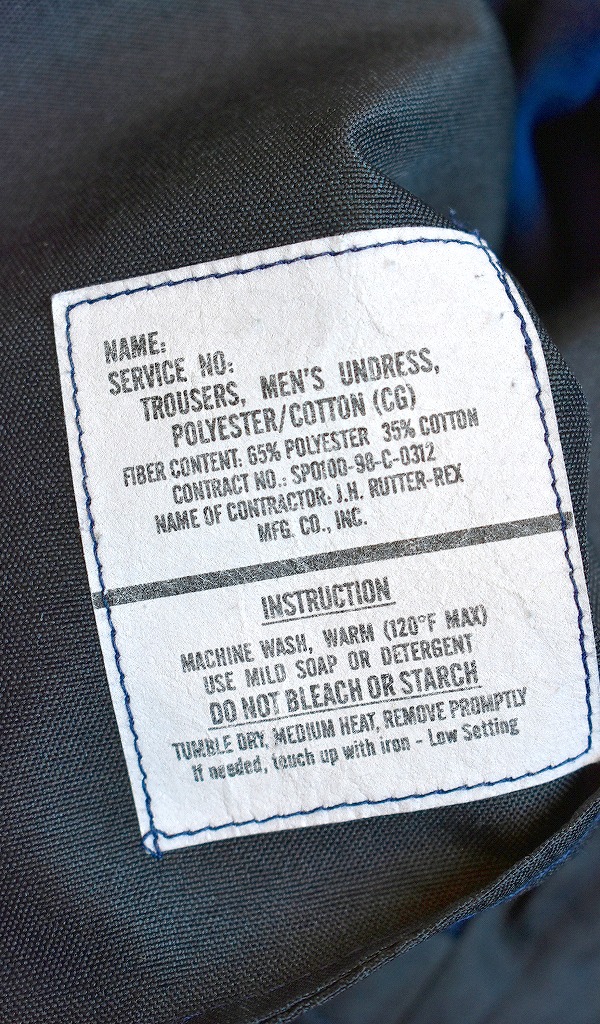 NAME:
SERVICE, NO:
TROUSERS, MEN'S UNDRESS,
POLYESTER/COTTON (CG)
FIBER CONTENT: 65% POLYESTER 35% COTTON
CONTRACT NO.: SP0100-98-C-0312
NAME OF CONTRACTOR: J.H. RUTTER-REX
MFG. CO., INC.
INSTRUCTION
MACHINE WASH, WARM (120°F MAX)
USE MILD SOAP OR DETERGENT
DO NOT BLEACH OR STARCH
TUMBLE DRY, MEDIUM HEAT, REMOVE PROMPTLY
If needed, touch up with iron - Low Setting